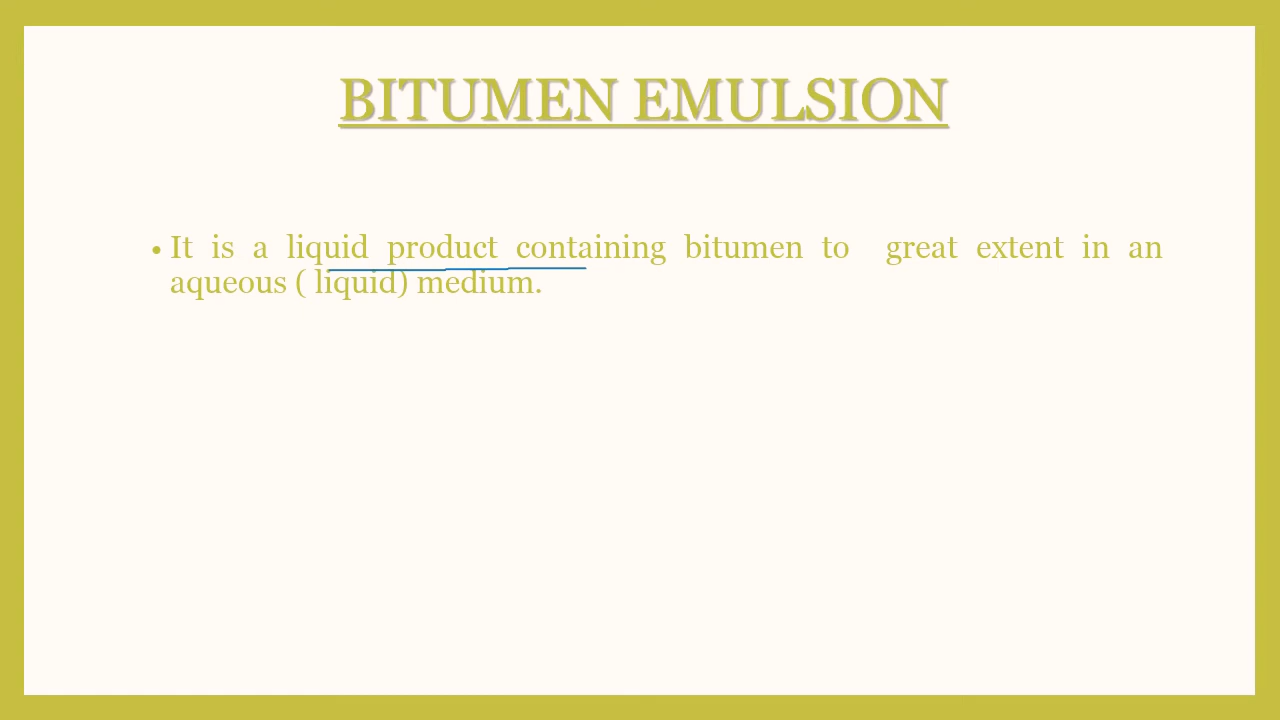 BITUMEN EMULSION
• It is a liquid product containing bitumen to great extent in an
aqueous ( liquid) medium.